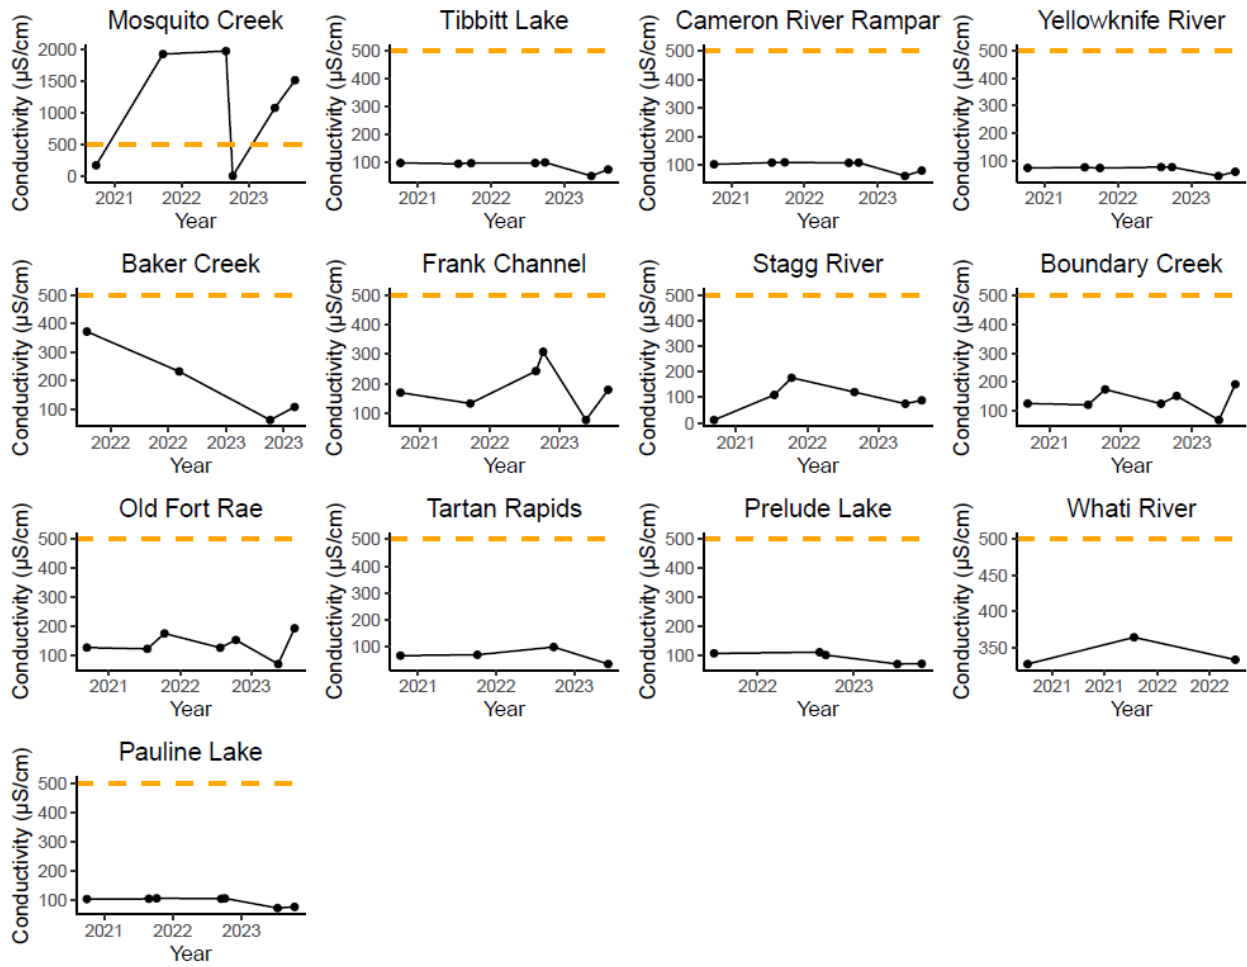 Mosquito Creek
Conductivity (µS/cm)
2000
1500
1000
500
0
2021 2022 2023
Year
Tibbitt Lake
Conductivity (µS/cm)
500
400
300
200
100
2021 2022 2023
Year
Cameron River Rampar
Conductivity (µS/cm)
500
400
300
200
100
2021 2022 2023
Year
Yellowknife River
Conductivity (µS/cm)
500
400
300
200
100
2021 2022 2023
Year
Baker Creek
Conductivity (µS/cm)
500
400
300
200
100
2022 2022 2023 2023
Year
Frank Channel
Conductivity (µS/cm)
500
400
300
200
100
2021 2022 2023
Year
Stagg River
Conductivity (µS/cm)
500
400
300
200
100
0
2021 2022 2023
Year
Boundary Creek
Conductivity (µS/cm)
500
400
300
200
100
2021 2022 2023
Year
Old Fort Rae
Conductivity (µS/cm)
500
400
300
200
100
2021 2022 2023
Year
Tartan Rapids
Conductivity (µS/cm)
500
400
300
200
100
2021 2022 2023
Year
Prelude Lake
Conductivity (µS/cm)
500
400
300
200
100
2022 2023
Year
Whati River
Conductivity (µS/cm)
500
450
400
350
2021 2021 2022 2022
Year
Pauline Lake
Conductivity (µS/cm)
500
400
300
200
100
2021 2022 2023
Year